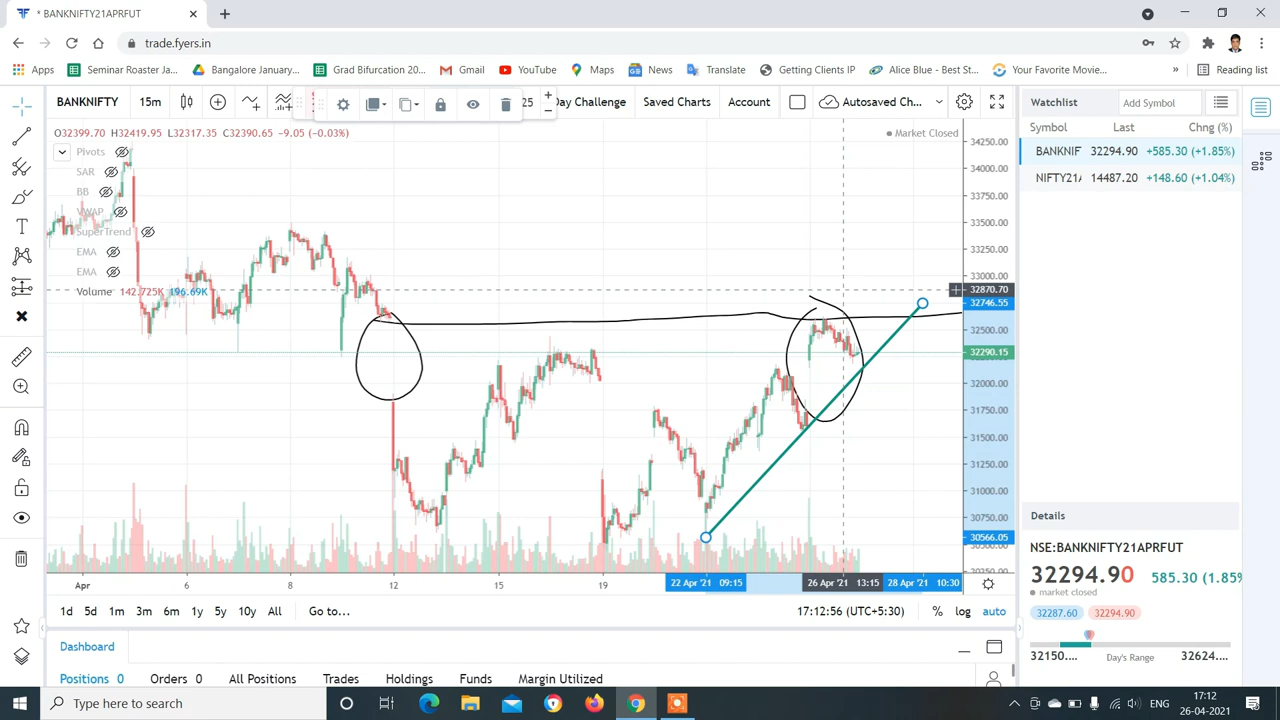 * BANKNIFTY21APRFUT
trade.fyers.in
Apps Seminar Roaster Ja... Bangalore January... Grad Bifurcation 20... Gmail YouTube Maps News Translate Getting Clients IP Alice Blue - Best St... Your Favorite Movie... » Reading list
BANKNIFTY 15m 25 Day Challenge Saved Charts Account Autosaved Ch...
O32399.70 H32419.95 L32317.35 C32390.65 -9.05 (-0.03%)
Market Closed
Pivots
SAR
BB
VWAP
SuperTrend
EMA
EMA
Volume 142.725K 196.69K
34250.00
34000.00
33750.00
33500.00
33250.00
33000.00
32870.70
32746.55
32500.00
32290.15
32000.00
31750.00
31500.00
31250.00
31000.00
30750.00
30566.05
30250.00
Apr 6 8 12 15 19 22 Apr '21 09:15 26 Apr '21 13:15 28 Apr '21 10:30
1d 5d 1m 3m 6m 1y 5y 10y All Go to... 17:12:56 (UTC+5:30) % log auto
Dashboard
Positions 0 Orders 0 All Positions Trades Holdings Funds Margin Utilized
Watchlist Add Symbol
Symbol Last Chng (%)
BANKNIF 32294.90 +585.30 (+1.85%)
NIFTY21 14487.20 +148.60 (+1.04%)
Details
NSE:BANKNIFTY21APRFUT
32294.90 585.30 (1.85%
market closed
32287.60 32294.90
32150.... Day's Range 32624....
Type here to search
ENG
17:12
26-04-2021